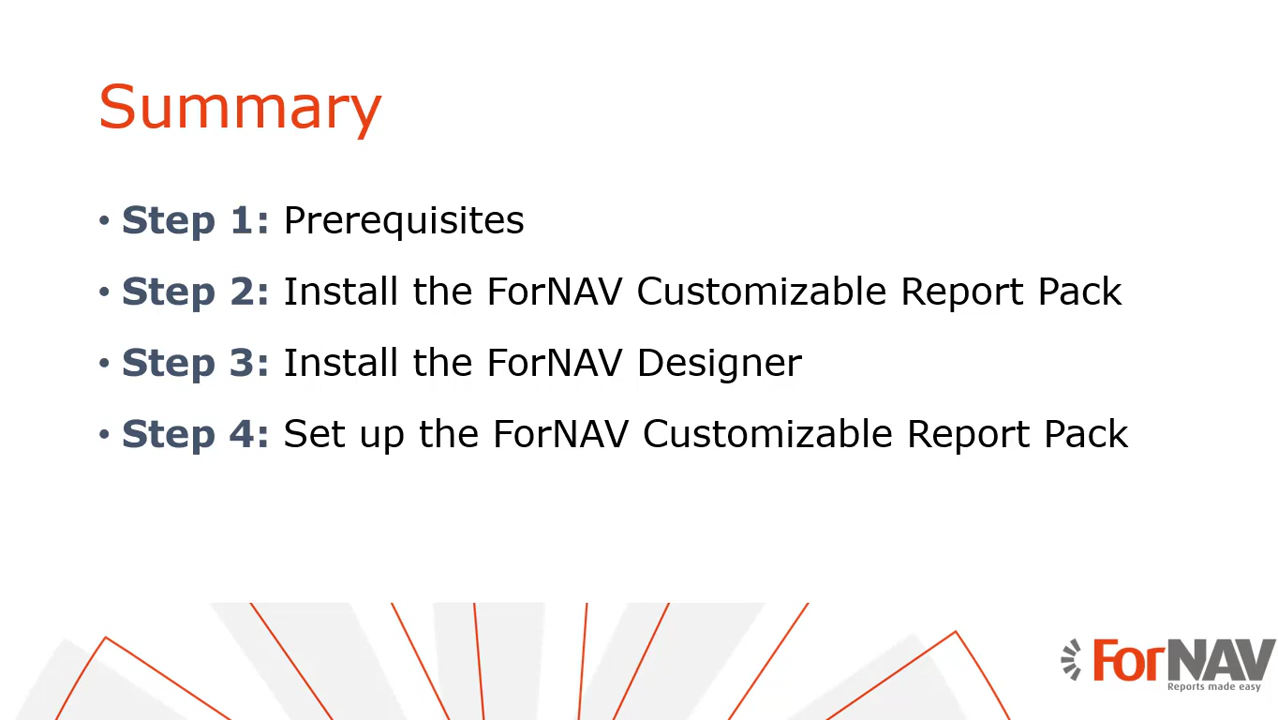 Summary
• Step 1: Prerequisites
• Step 2: Install the ForNAV Customizable Report Pack
• Step 3: Install the ForNAV Designer
• Step 4: Set up the ForNAV Customizable Report Pack
ForNAV
Reports made easy